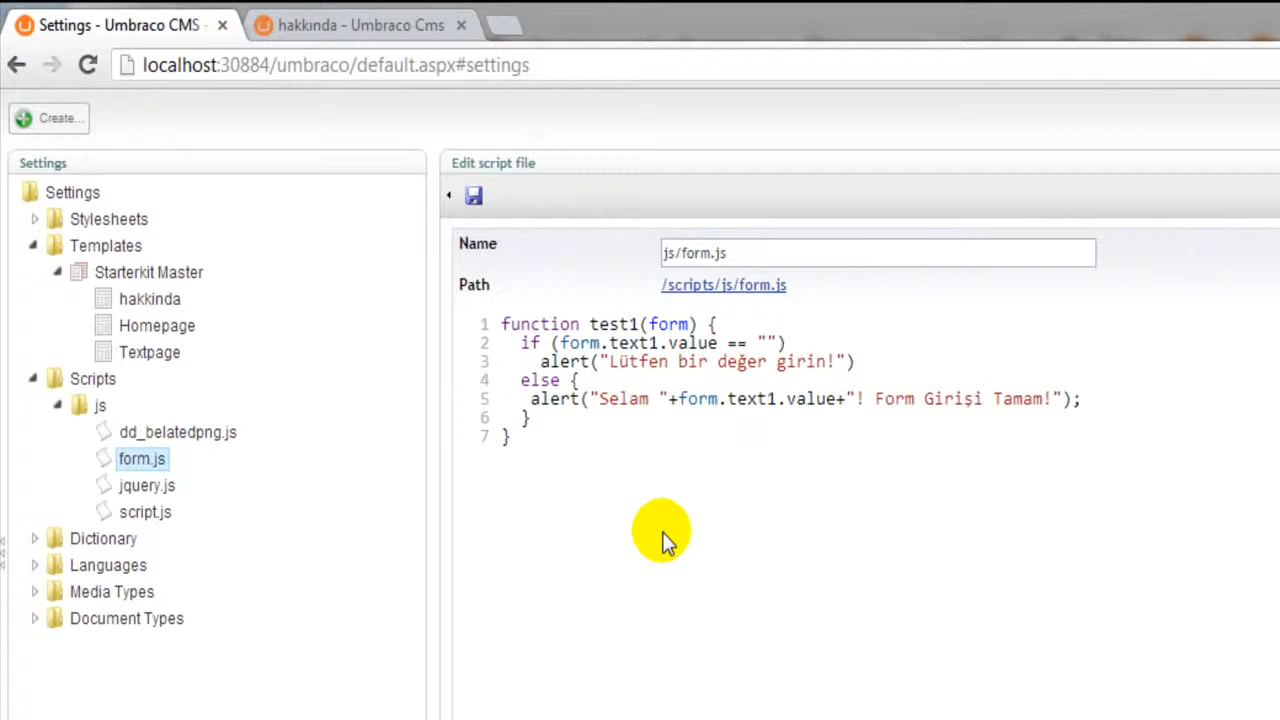 Settings - Umbraco CMS -
hakkında - Umbraco Cms
localhost:30884/umbraco/default.aspx#settings
Create...
Settings
Edit script file
Settings
Stylesheets
Templates
Starterkit Master
hakkinda
Homepage
Textpage
Scripts
js
dd_belatedpng.js
form.js
jquery.js
script.js
Dictionary
Languages
Media Types
Document Types
Name
js/form.js
Path
/scripts/js/form.js
1 function test1(form) {
2 if (form.text1.value == "")
3 alert("Lütfen bir değer girin!")
4 else {
5 alert("Selam "+form.text1.value+"! Form Girişi Tamam!");
6 }
7 }